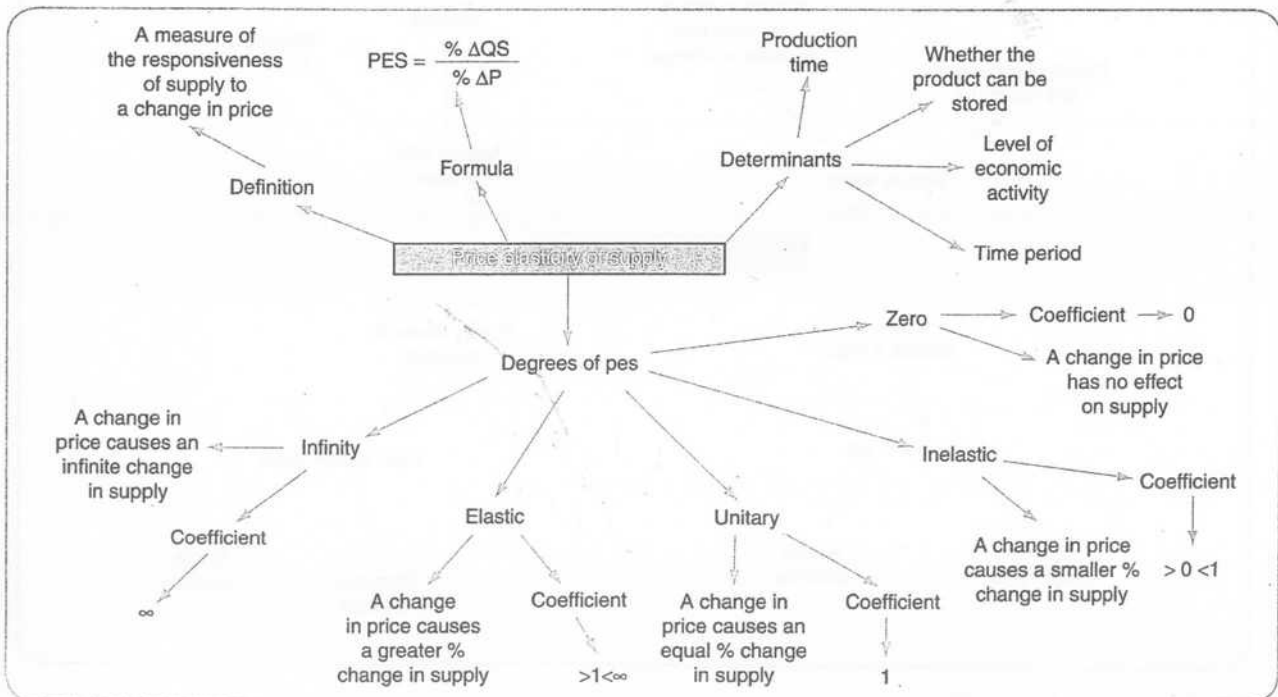 A measure of
the responsiveness
of supply to
a change in price
PES = % ΔQS
% ΔP
Production
time
Whether the
product can be
stored
Determinants
Level of
economic
activity
Formula
Definition
Price elasticity of supply
Time period
Zero
Coefficient
0
Degrees of pes
A change in price
has no effect
on supply
A change in
price causes an
infinite change
in supply
Infinity
Inelastic
Coefficient
Coefficient
Elastic
Unitary
A change in price
causes a smaller %
change in supply
> 0 <1
∞
A change
in price causes
a greater %
change in supply
Coefficient
>1<∞
A change in
price causes an
equal % change
in supply
Coefficient
1